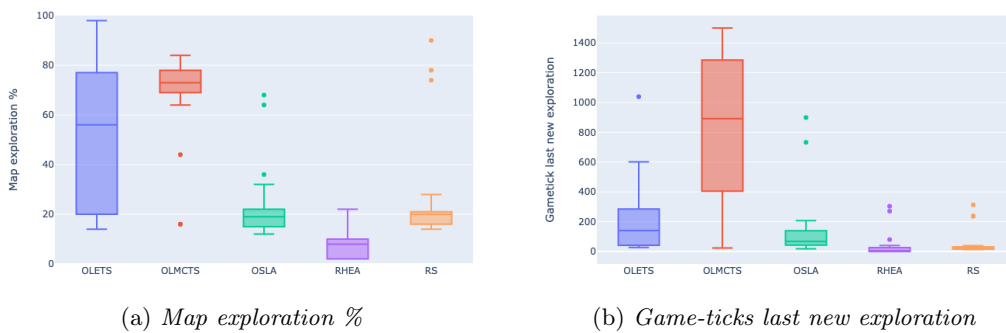 100
80
60
40
20
0
Map exploration %
OLETS
OLMCTS
OSLA
RHEA
RS
(a) Map exploration %
1400
1200
1000
800
600
400
200
0
Gametick last new exploration
OLETS
OLMCTS
OSLA
RHEA
RS
(b) Game-ticks last new exploration